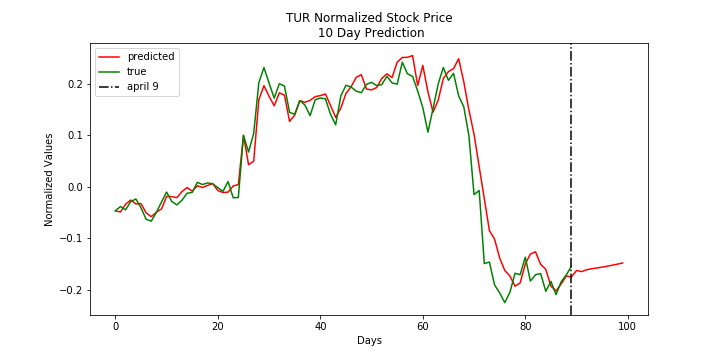 TUR Normalized Stock Price
10 Day Prediction
predicted
true
april 9
Normalized Values
0.2
0.1
0.0
−0.1
−0.2
0
20
40
60
80
100
Days